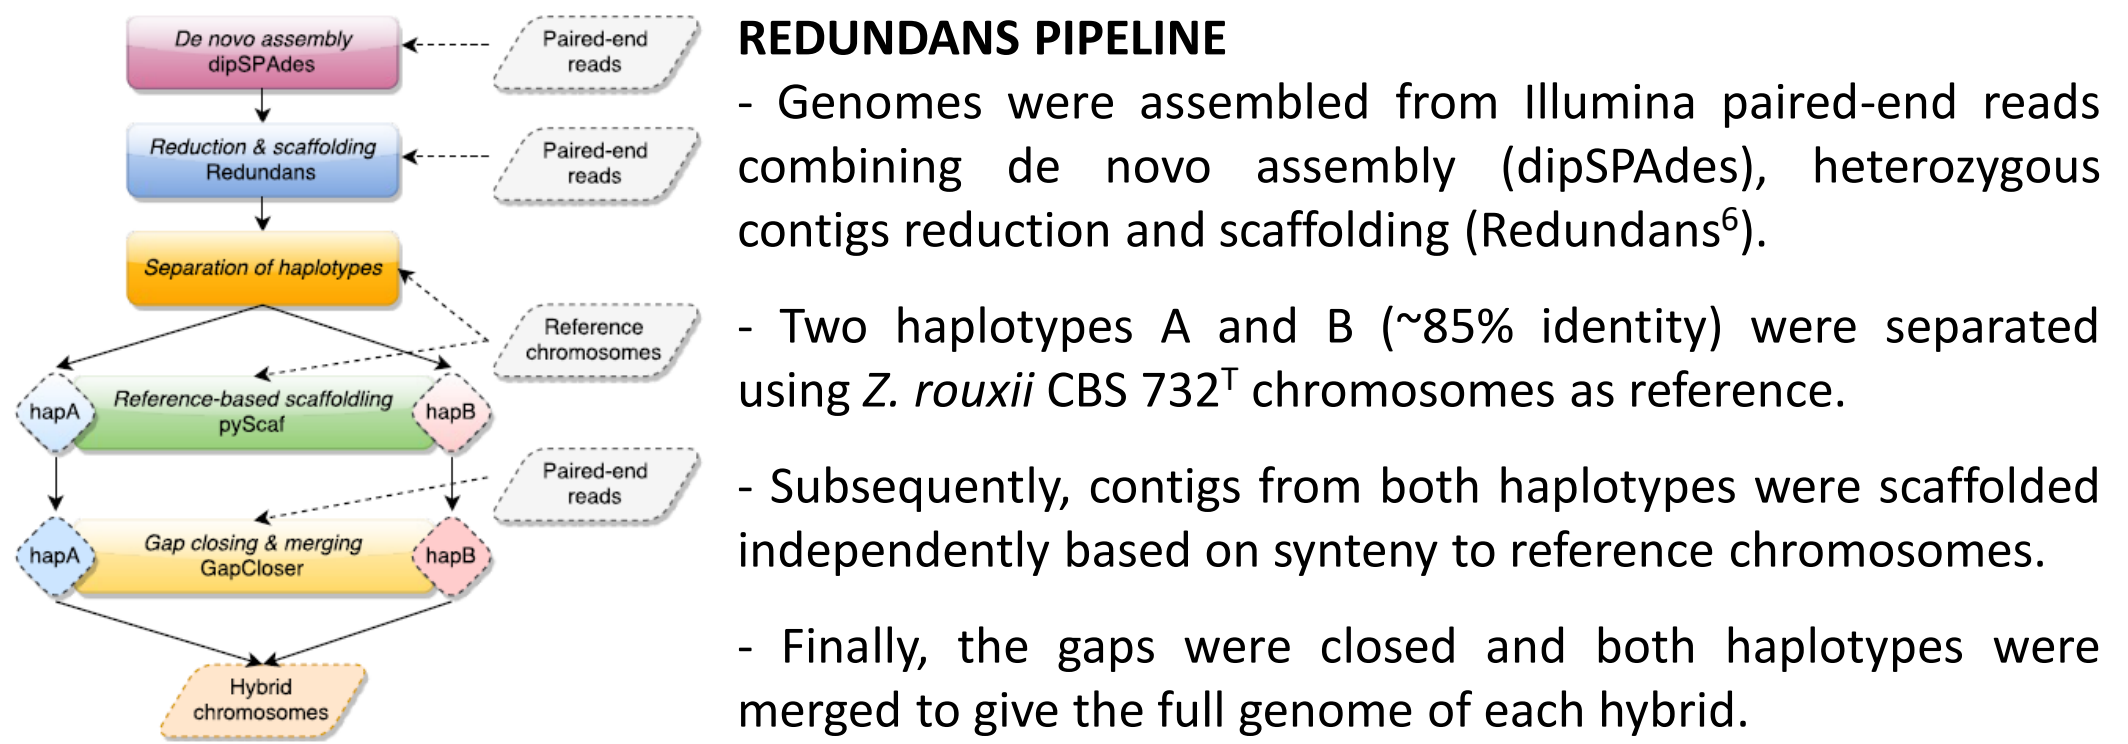 De novo assembly
dipSPAdes
Paired-end
reads
Reduction & scaffolding
Redundans
Paired-end
reads
Separation of haplotypes
Reference
chromosomes
hapA
Reference-based scaffoldling
pyScaf
hapB
Paired-end
reads
hapA
Gap closing & merging
GapCloser
hapB
Hybrid
chromosomes
REDUNDANS PIPELINE
- Genomes were assembled from Illumina paired-end reads
combining de novo assembly (dipSPAdes), heterozygous
contigs reduction and scaffolding (Redundans⁶).
- Two haplotypes A and B (~85% identity) were separated
using Z. rouxii CBS 732ᵀ chromosomes as reference.
- Subsequently, contigs from both haplotypes were scaffolded
independently based on synteny to reference chromosomes.
- Finally, the gaps were closed and both haplotypes were
merged to give the full genome of each hybrid.